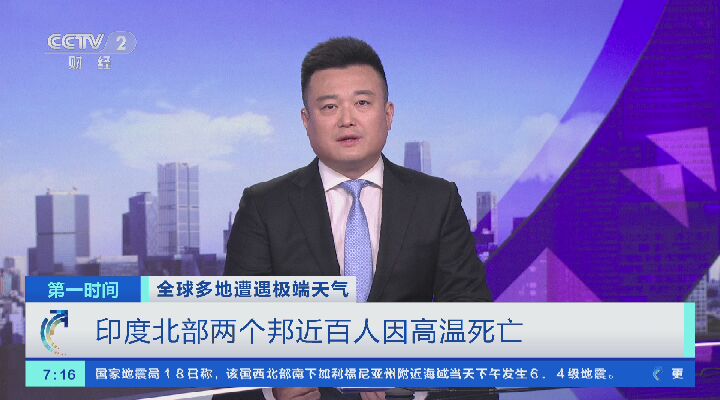 CCTV 2
财经
第一时间 全球多地遭遇极端天气
印度北部两个邦近百人因高温死亡
7:16 国家地震局18日称，该国西北部南下加利福尼亚州附近海域当天下午发生6.4级地震。 更